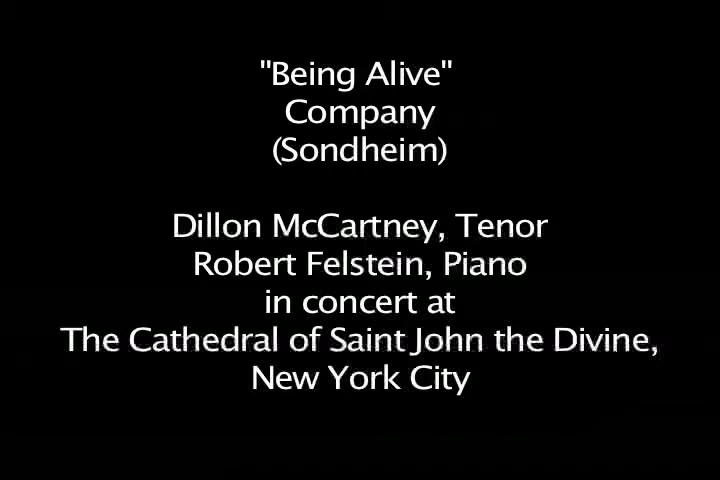 "Being Alive"
Company
(Sondheim)
Dillon McCartney, Tenor
Robert Felstein, Piano
in concert at
The Cathedral of Saint John the Divine,
New York City